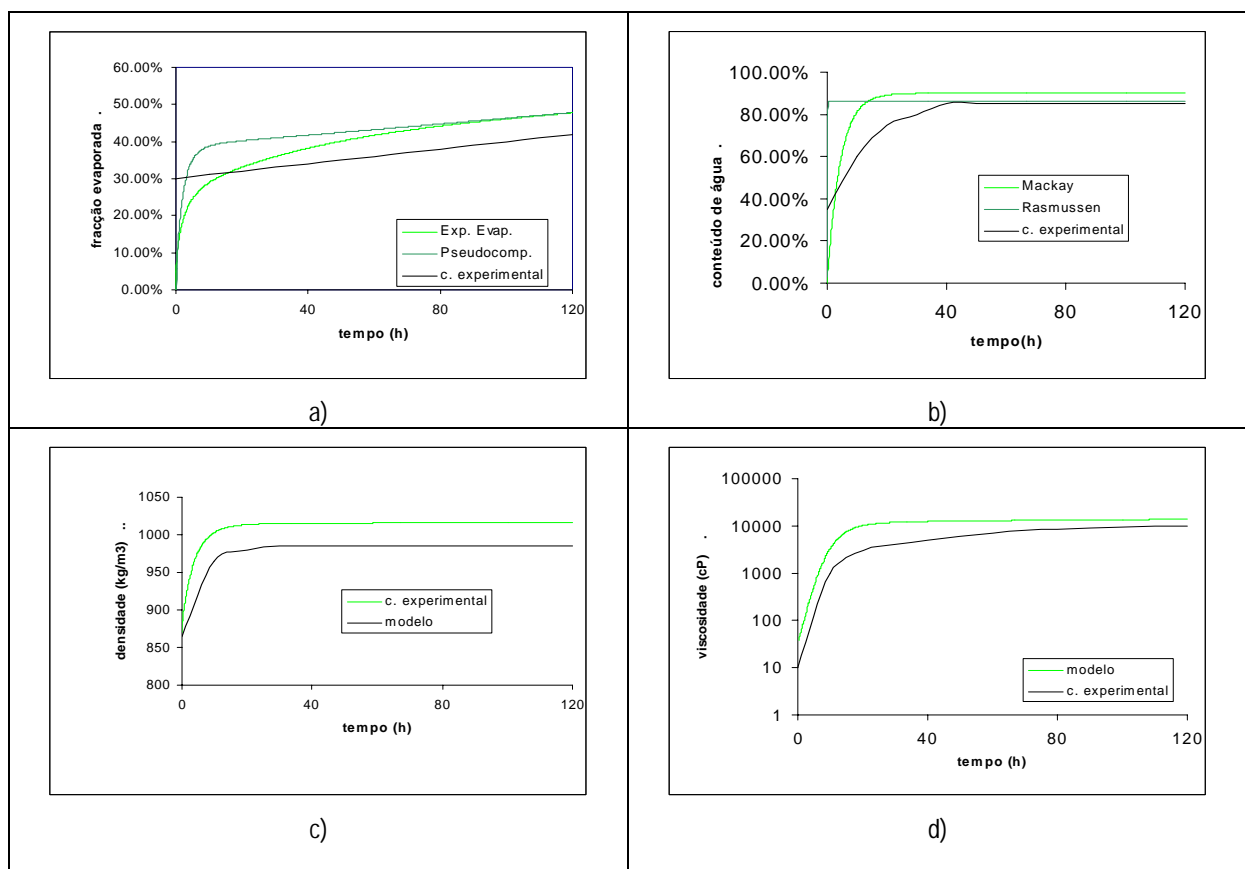 60.00%
50.00%
40.00%
30.00%
20.00%
10.00%
0.00%
fracção evaporada .
Exp. Evap.
Pseudocomp.
c. experimental
0 40 80 120
tempo (h)
a)
100.00%
80.00%
60.00%
40.00%
20.00%
0.00%
conteúdo de água .
Mackay
Rasmussen
c. experimental
0 40 80 120
tempo(h)
b)
1050
1000
950
900
850
800
densidade (kg/m3) ..
c. experimental
modelo
0 40 80 120
tempo (h)
c)
100000
10000
1000
100
10
1
viscosidade (cP) .
modelo
c. experimental
0 40 80 120
tempo (h)
d)